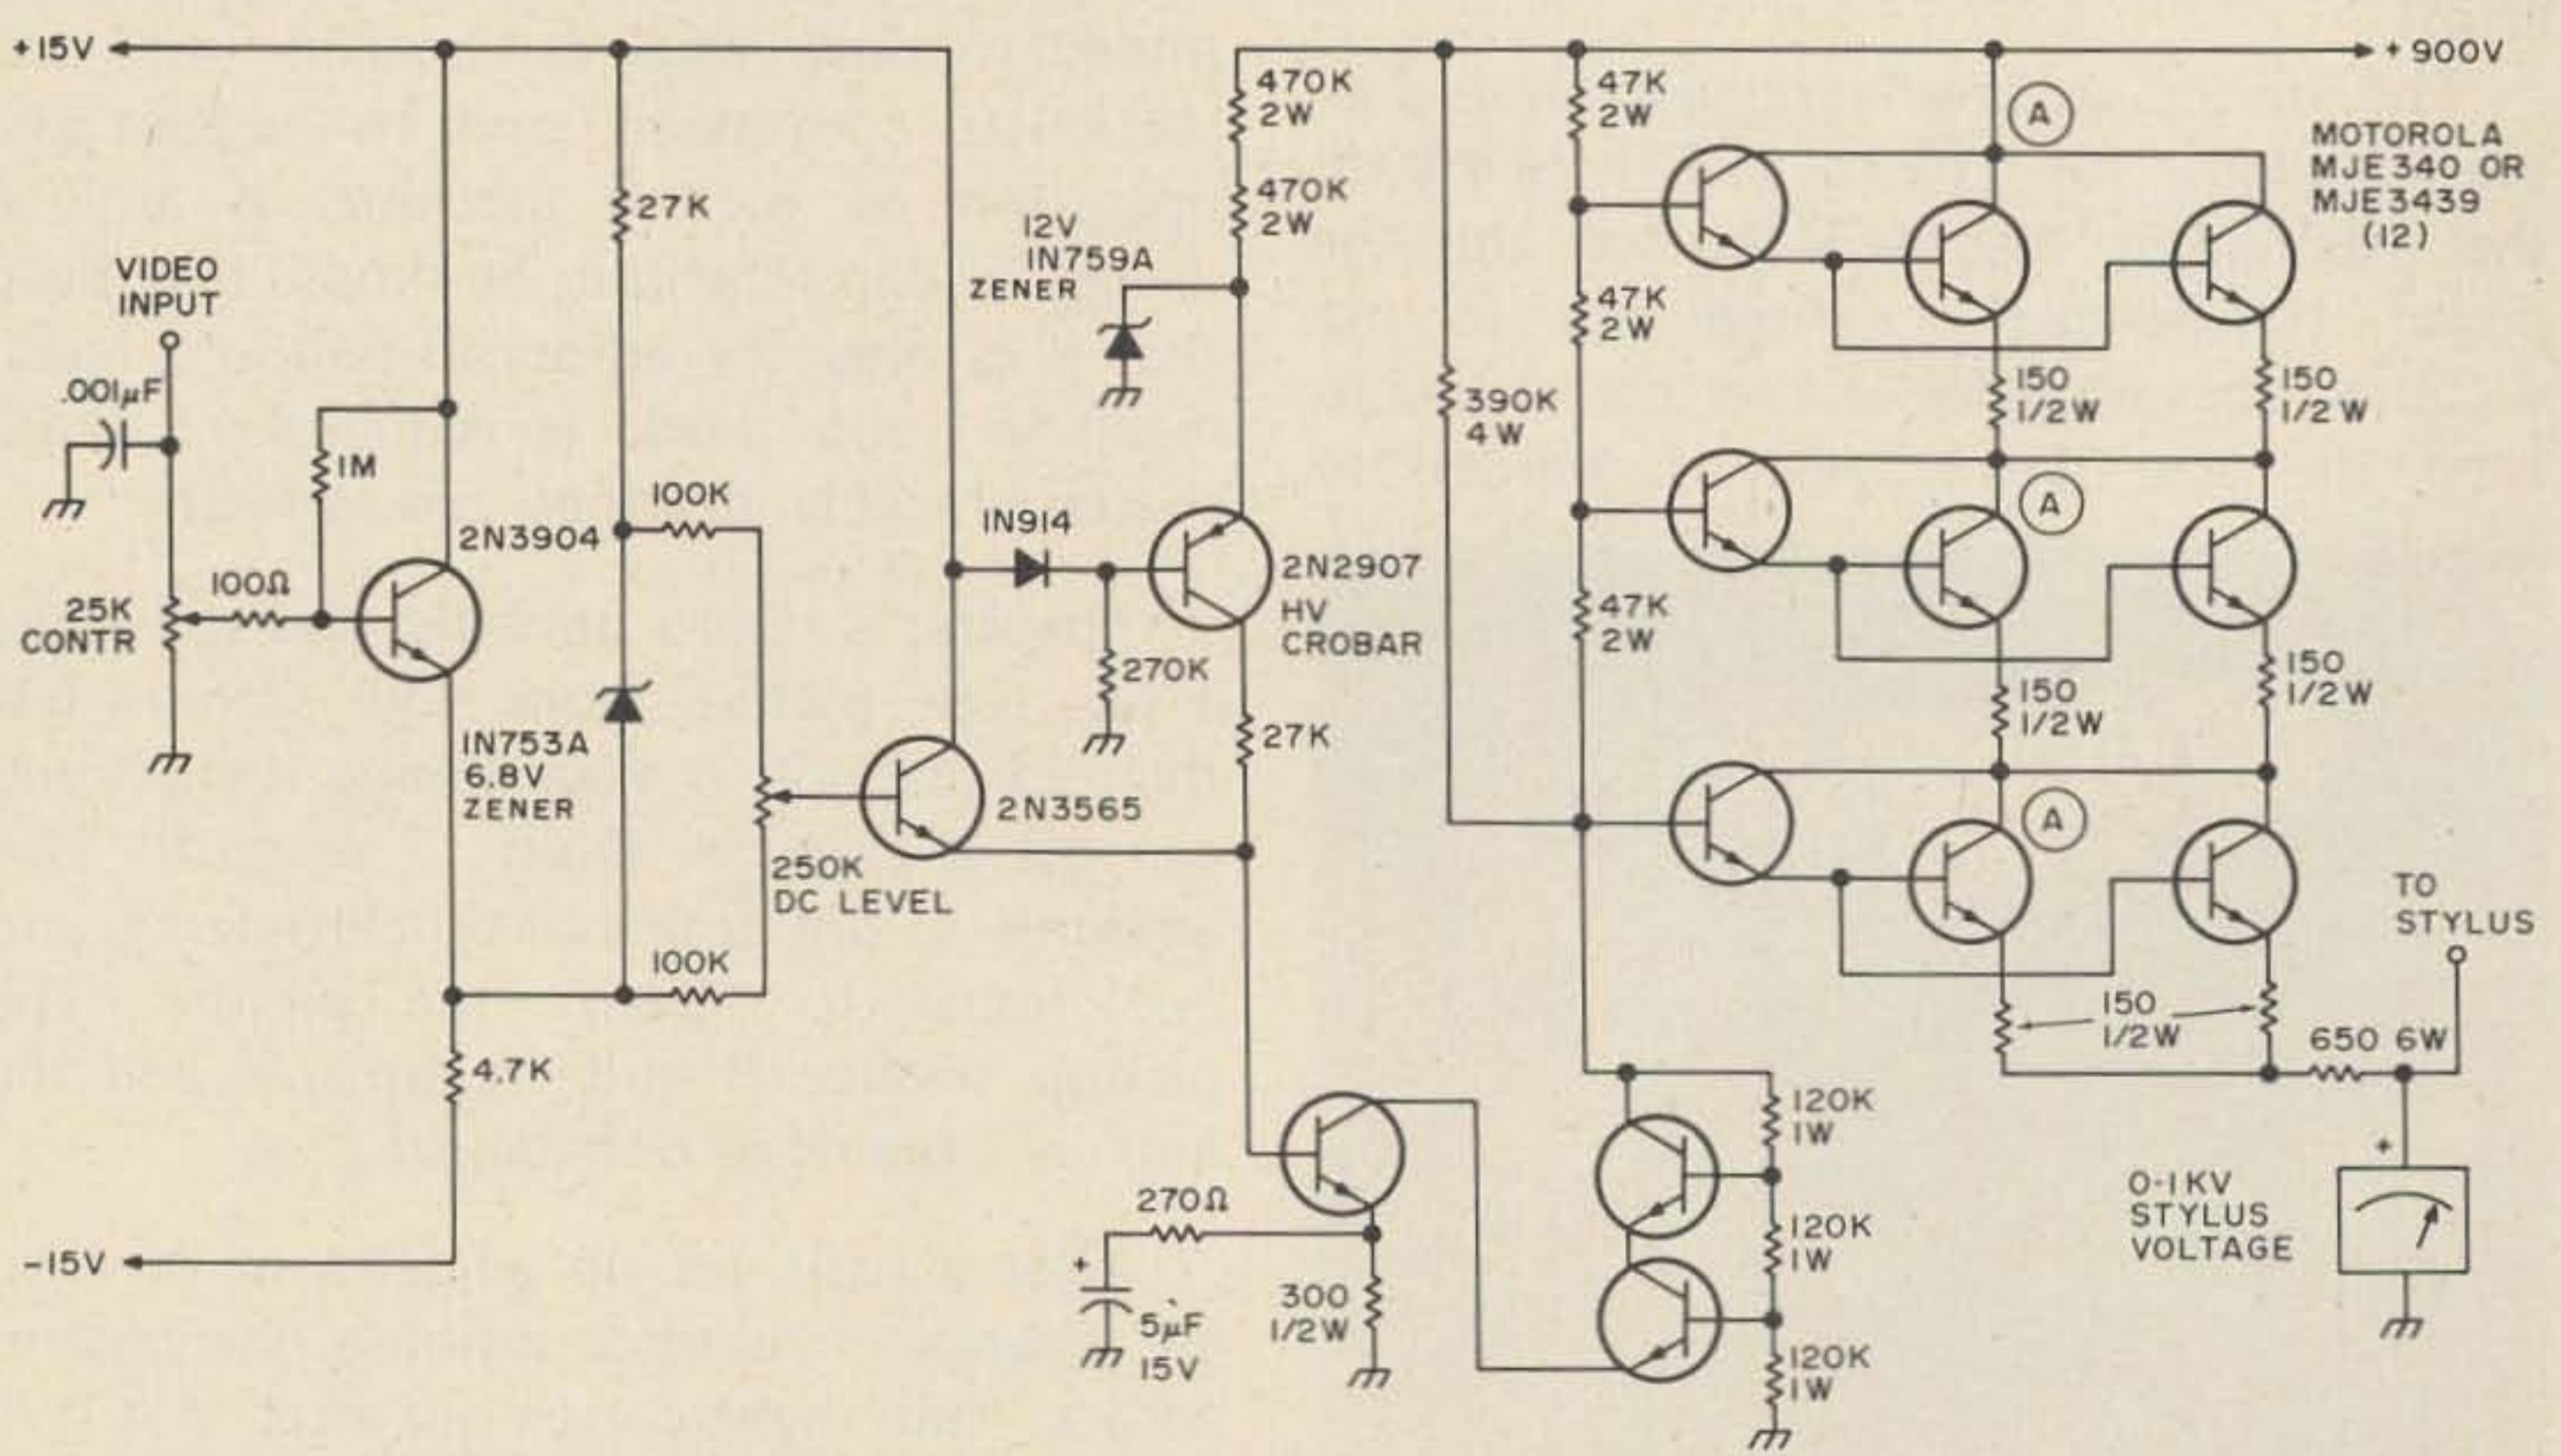 +15V
+900V
470K
2W
47K
2W
A
MOTOROLA
MJE340 OR
MJE3439
(12)
27K
470K
2W
12V
IN759A
ZENER
VIDEO
INPUT
47K
2W
.001µF
150
1/2W
150
1/2W
390K
4W
1M
100K
A
IN914
2N3904
2N2907
HV
CROBAR
100Ω
25K
CONTR
47K
2W
270K
150
1/2W
150
1/2W
27K
IN753A
6.8V
ZENER
2N3565
A
250K
DC LEVEL
TO
STYLUS
100K
150
1/2W
650 6W
4.7K
120K
1W
270Ω
0-1KV
STYLUS
VOLTAGE
+
120K
1W
-15V
+
5µF
15V
300
1/2W
120K
1W